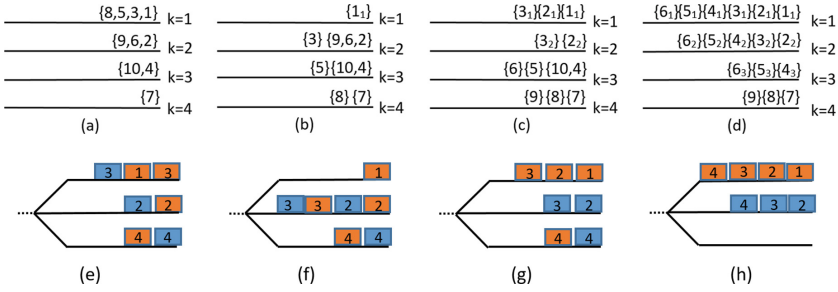 {8,5,3,1} k=1
{9,6,2} k=2
{10,4} k=3
{7} k=4
(a)
{1₁} k=1
{3} {9,6,2} k=2
{5}{10,4} k=3
{8} {7} k=4
(b)
{3₁}{2₁}{1₁} k=1
{3₂} {2₂} k=2
{6}{5}{10,4} k=3
{9}{8}{7} k=4
(c)
{6₁}{5₁}{4₁}{3₁}{2₁}{1₁} k=1
{6₂}{5₂}{4₂}{3₂}{2₂} k=2
{6₃}{5₃}{4₃} k=3
{9}{8}{7} k=4
(d)
3 1 3
2 2
4 4
(e)
1
3 3 2 2
4 4
(f)
3 2 1
3 2
4 4
(g)
4 3 2 1
4 3 2
(h)